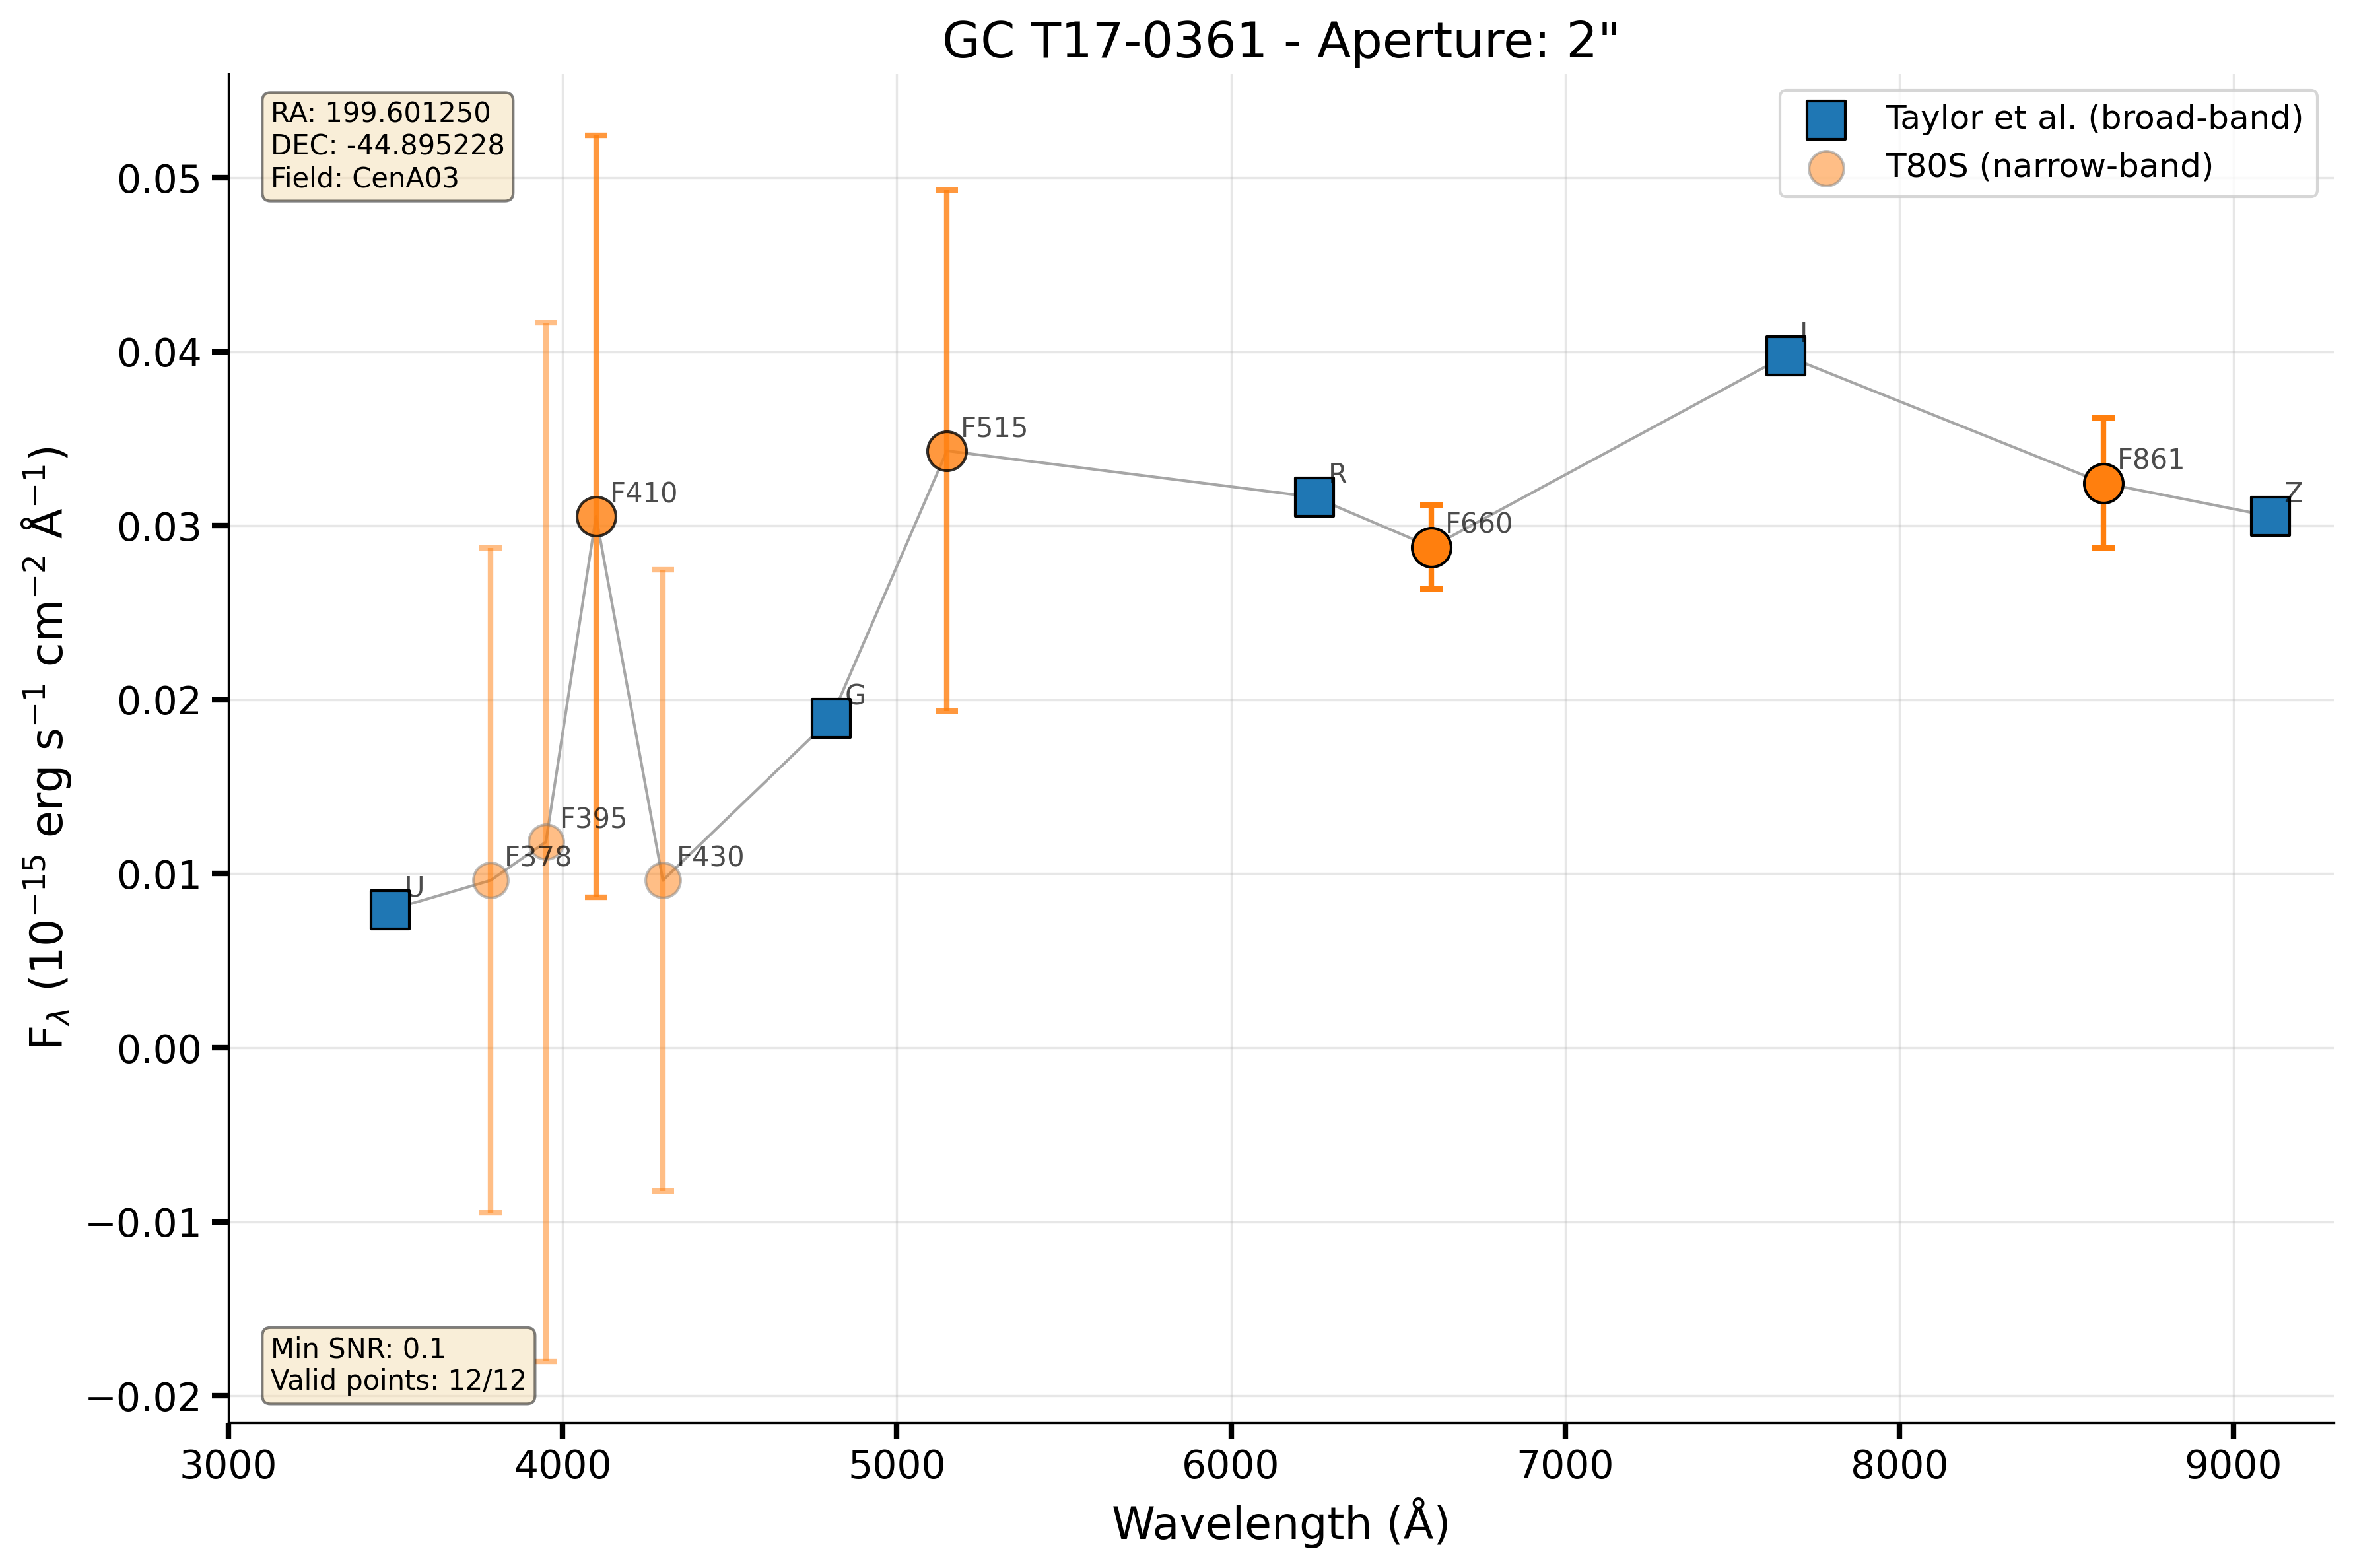 GC T17-0361 - Aperture: 2"
RA: 199.601250
DEC: -44.895228
Field: CenA03
Taylor et al. (broad-band)
T80S (narrow-band)
F_λ (10⁻¹⁵ erg s⁻¹ cm⁻² Å⁻¹)
0.05
0.04
0.03
0.02
0.01
0.00
−0.01
−0.02
U
F378
F395
F410
F430
G
F515
R
F660
I
F861
Z
Min SNR: 0.1
Valid points: 12/12
3000
4000
5000
6000
7000
8000
9000
Wavelength (Å)